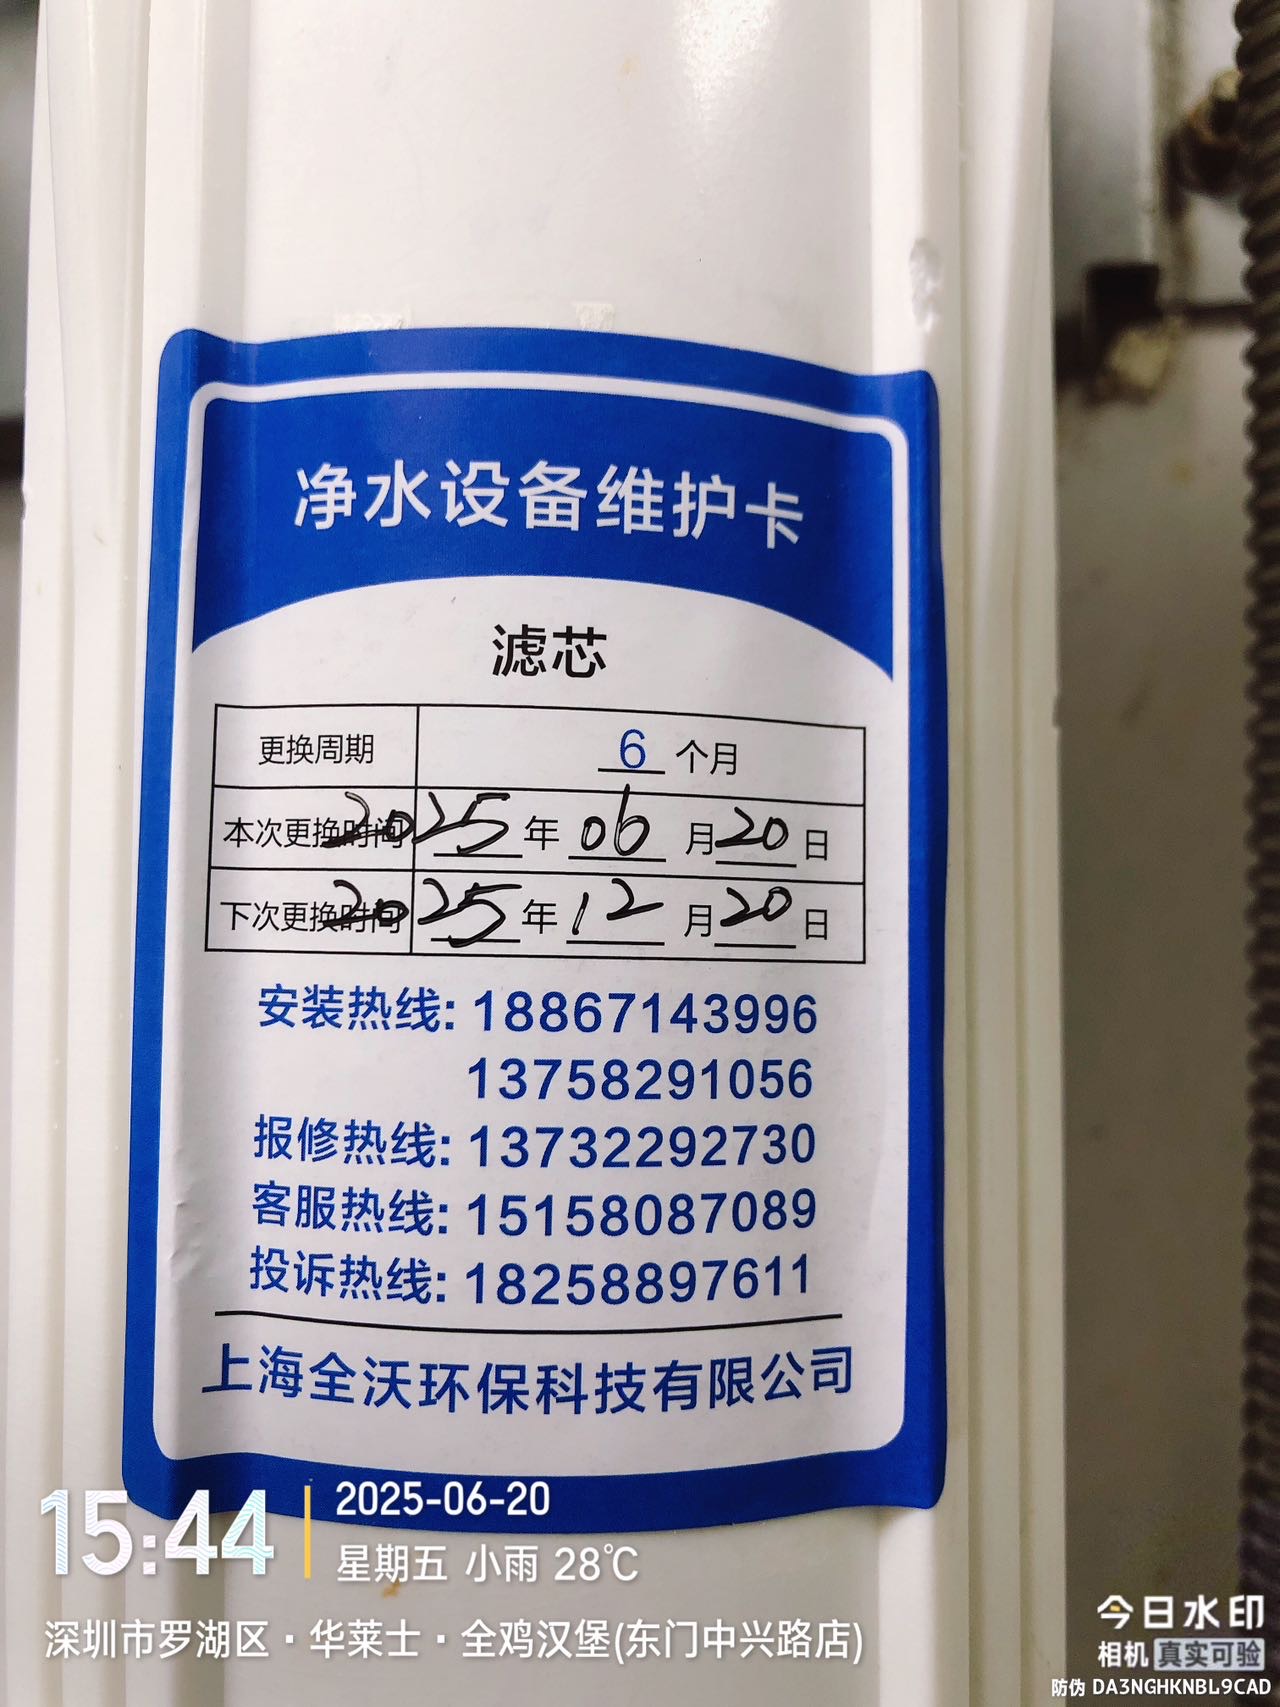 净水设备维护卡
滤芯
更换周期 6 个月
本次更换时间 2025 年 06 月 20 日
下次更换时间 2025 年 12 月 20 日
安装热线: 18867143996
13758291056
报修热线: 13732292730
客服热线: 15158087089
投诉热线: 18258897611
上海全沃环保科技有限公司
15:44
2025-06-20
星期五 小雨 28℃
深圳市罗湖区·华莱士·全鸡汉堡(东门中兴路店)
今日水印
相机 真实可验
防伪 DA3NGHKNBL9CAD